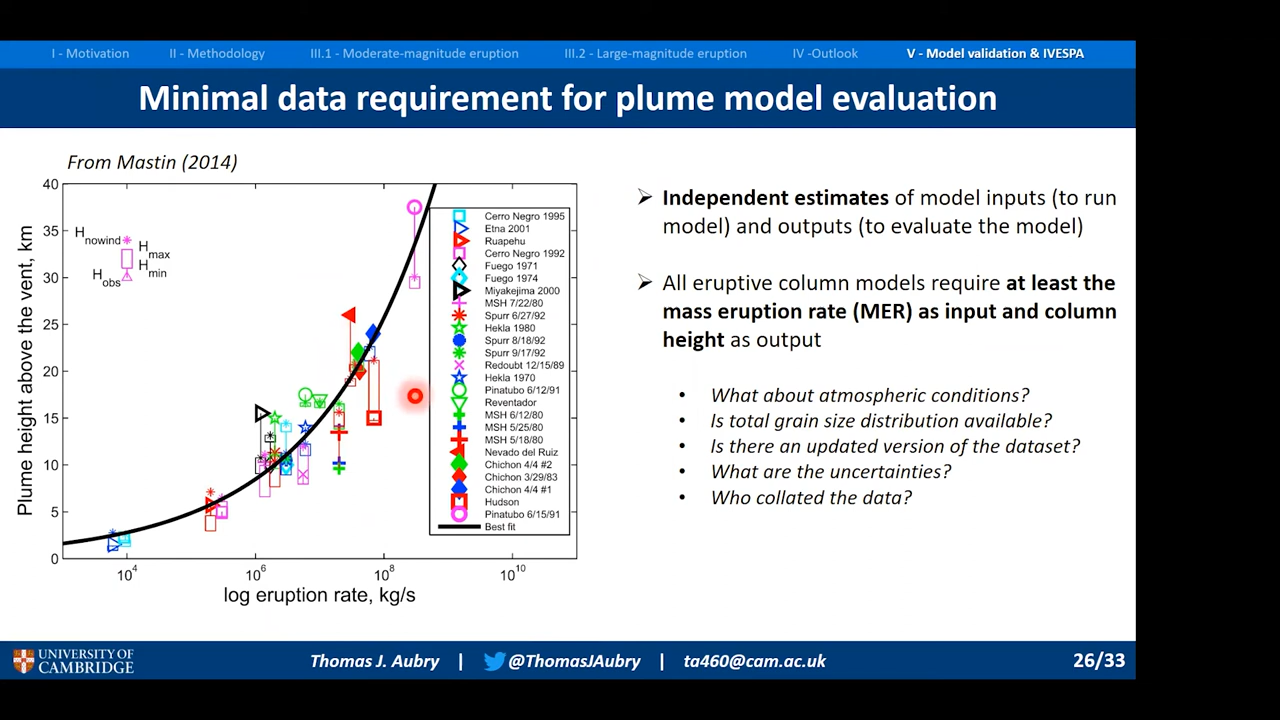 I - Motivation
II - Methodology
III.1 - Moderate-magnitude eruption
III.2 - Large-magnitude eruption
IV -Outlook
V - Model validation & IVESPA
Minimal data requirement for plume model evaluation
From Mastin (2014)
Plume height above the vent, km
40
35
30
25
20
15
10
5
0
H nowind
H max
H min
H obs
Cerro Negro 1995
Etna 2001
Ruapehu
Cerro Negro 1992
Fuego 1971
Fuego 1974
Miyakejima 2000
MSH 7/22/80
Spurr 6/27/92
Hekla 1980
Spurr 8/18/92
Spurr 9/17/92
Redoubt 12/15/89
Hekla 1970
Pinatubo 6/12/91
Reventador
MSH 6/12/80
MSH 5/25/80
MSH 5/18/80
Nevado del Ruiz
Chichon 4/4 #2
Chichon 3/29/83
Chichon 4/4 #1
Hudson
Pinatubo 6/15/91
Best fit
10^4
10^6
10^8
10^10
log eruption rate, kg/s
➢ Independent estimates of model inputs (to run
model) and outputs (to evaluate the model)
➢ All eruptive column models require at least the
mass eruption rate (MER) as input and column
height as output
• What about atmospheric conditions?
• Is total grain size distribution available?
• Is there an updated version of the dataset?
• What are the uncertainties?
• Who collated the data?
UNIVERSITY OF
CAMBRIDGE
Thomas J. Aubry | @ThomasJAubry | ta460@cam.ac.uk
26/33